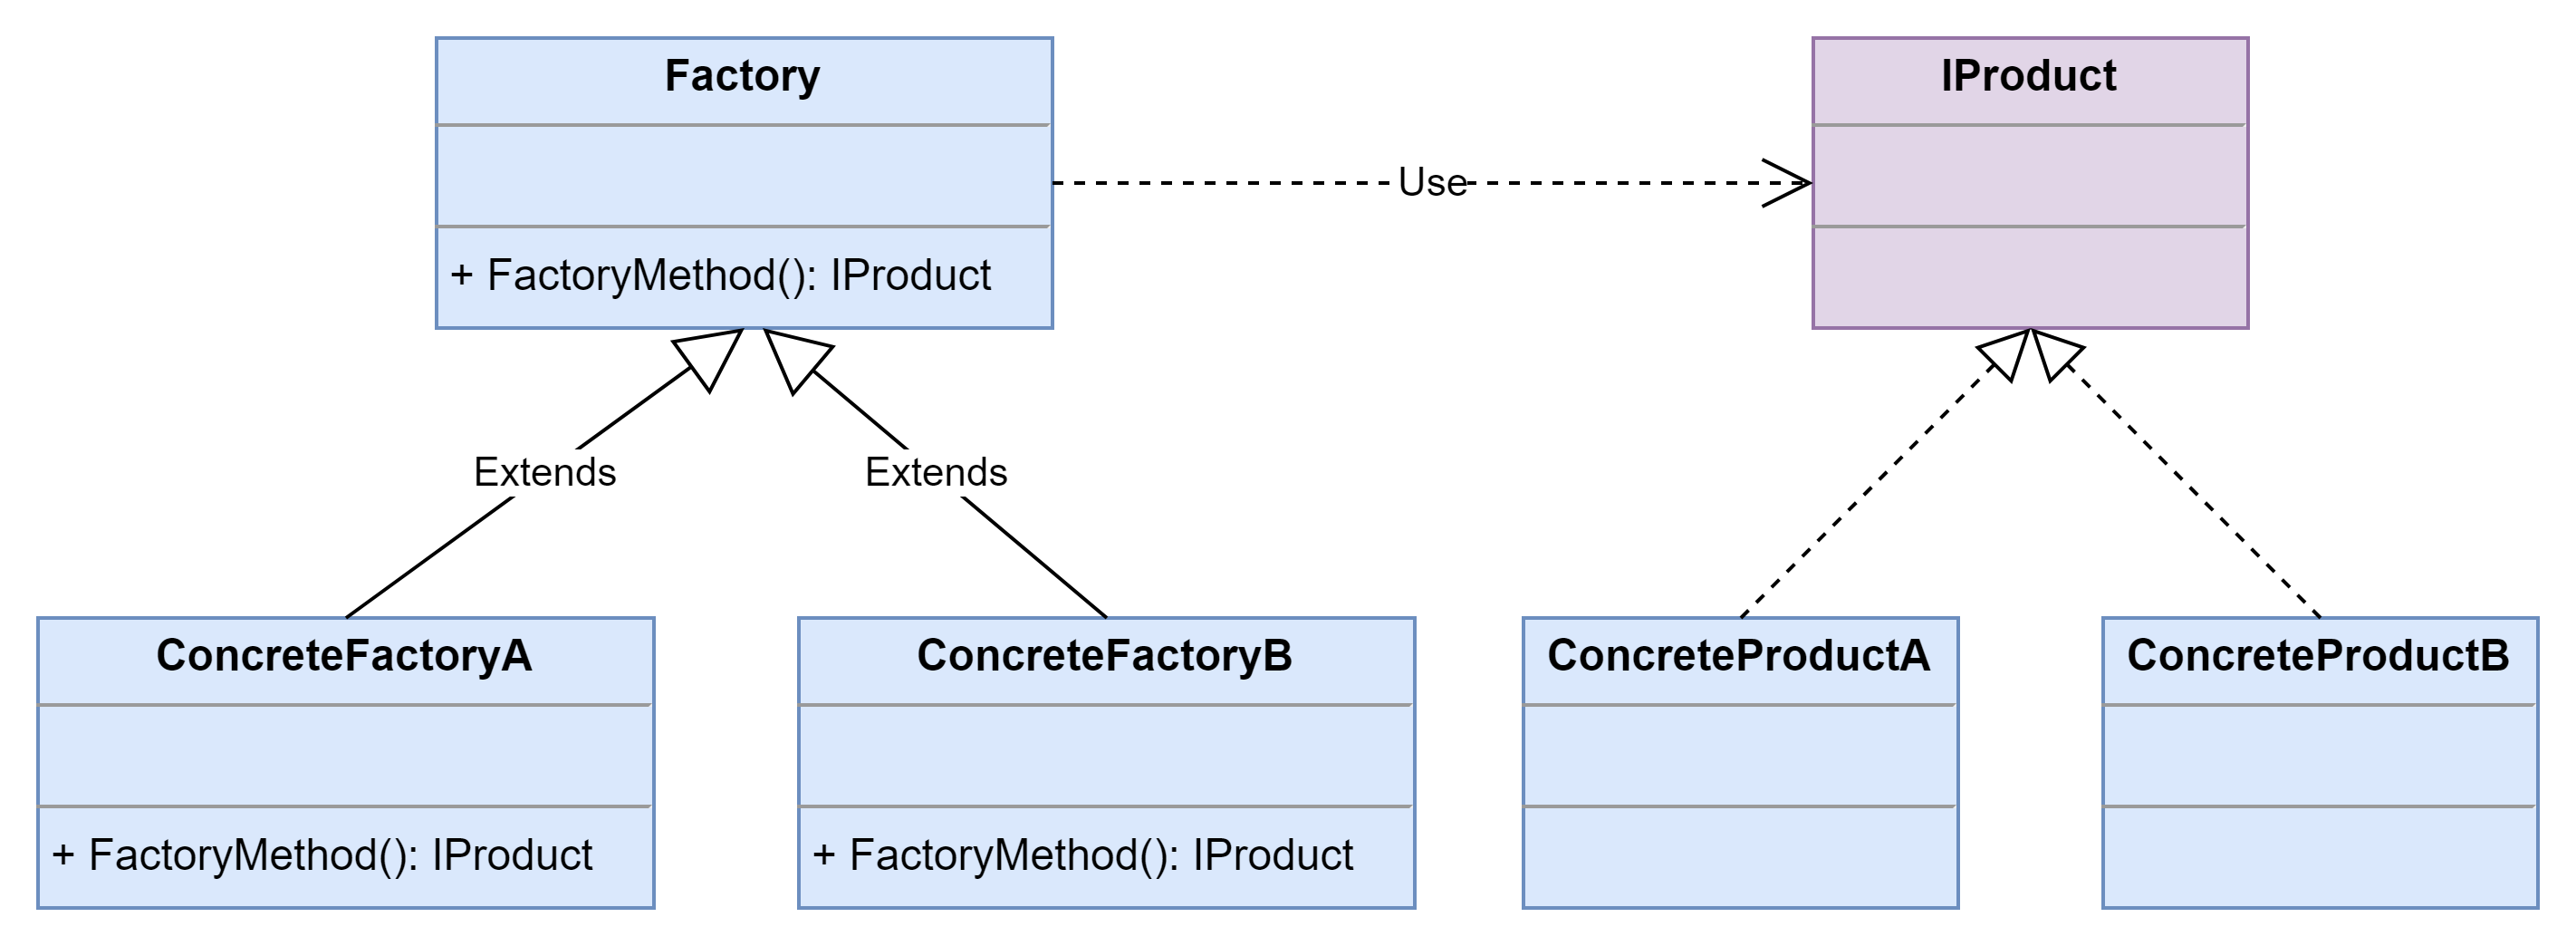 Factory
IProduct
Use
+ FactoryMethod(): IProduct
Extends
Extends
ConcreteFactoryA
ConcreteFactoryB
ConcreteProductA
ConcreteProductB
+ FactoryMethod(): IProduct
+ FactoryMethod(): IProduct